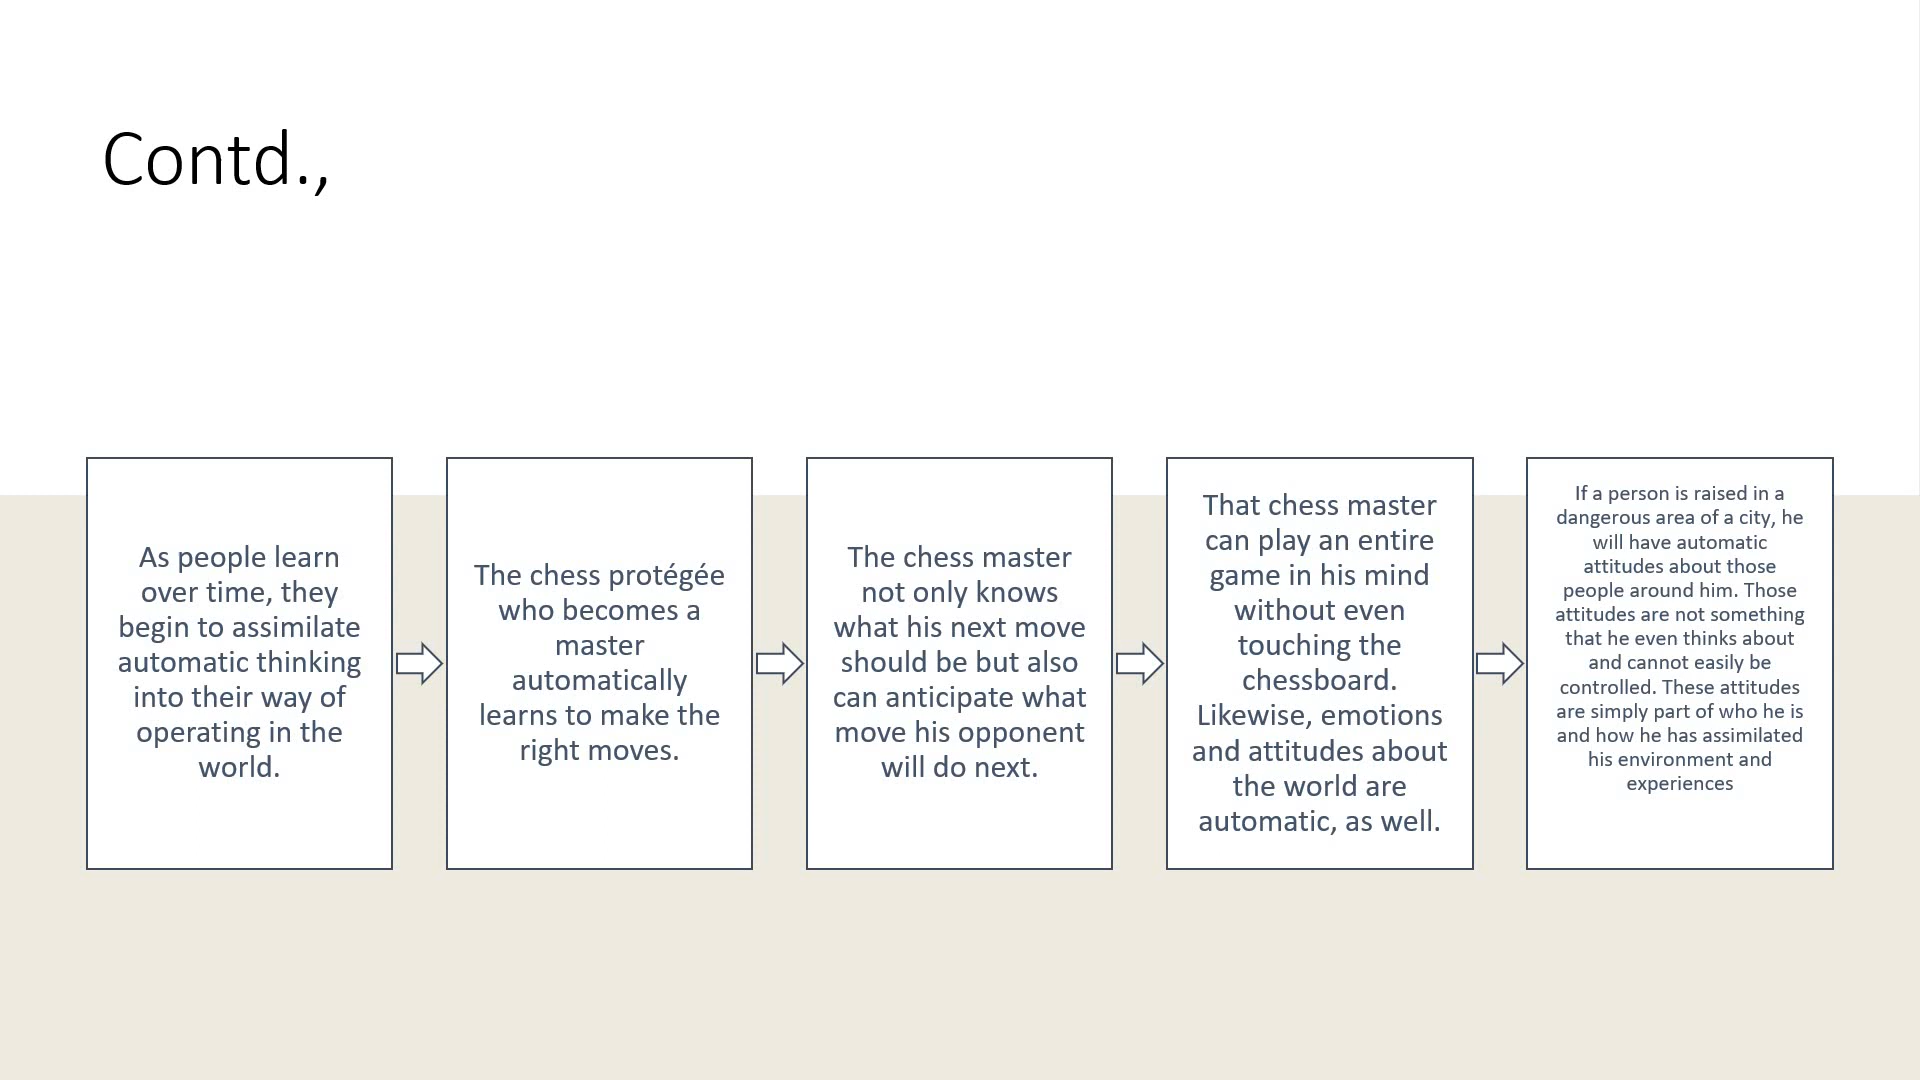 Contd.,
As people learn
over time, they
begin to assimilate
automatic thinking
into their way of
operating in the
world.
The chess protégée
who becomes a
master
automatically
learns to make the
right moves.
The chess master
not only knows
what his next move
should be but also
can anticipate what
move his opponent
will do next.
That chess master
can play an entire
game in his mind
without even
touching the
chessboard.
Likewise, emotions
and attitudes about
the world are
automatic, as well.
If a person is raised in a
dangerous area of a city, he
will have automatic
attitudes about those
people around him. Those
attitudes are not something
that he even thinks about
and cannot easily be
controlled. These attitudes
are simply part of who he is
and how he has assimilated
his environment and
experiences